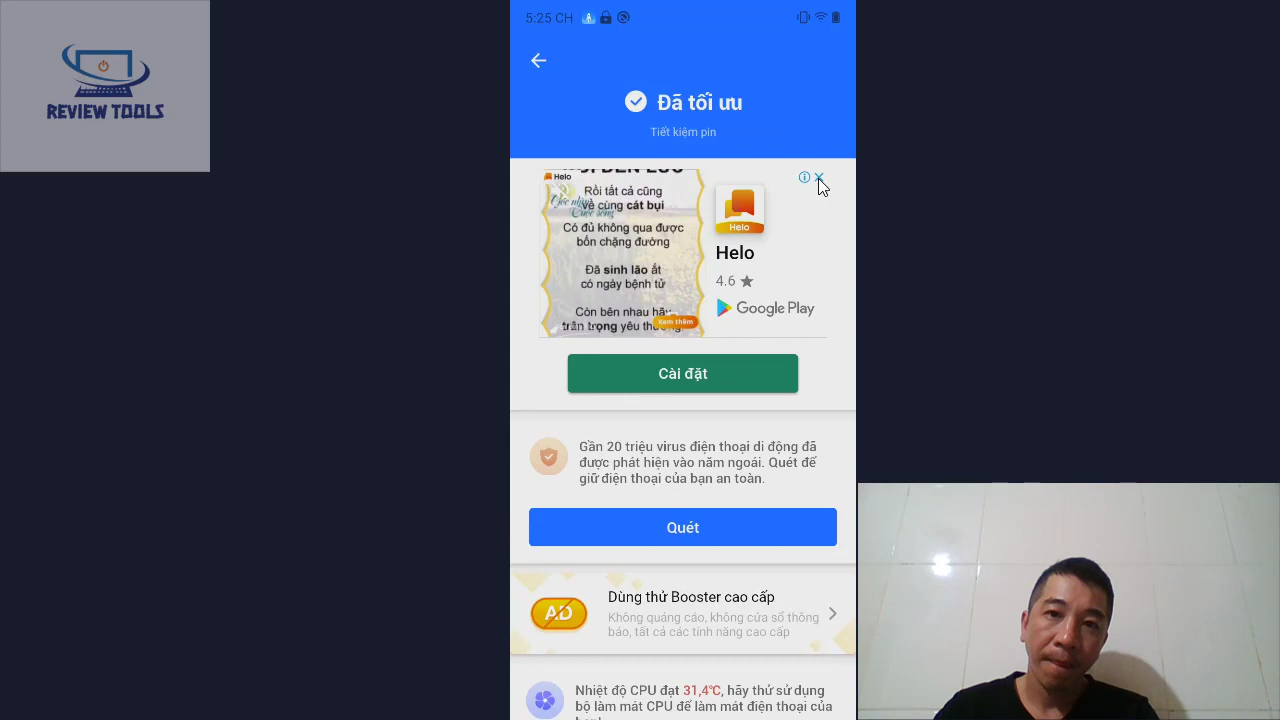 REVIEW TOOLS
5:25 CH
Đã tối ưu
Tiết kiệm pin
Helo
Rồi tất cả cũng
về cùng cát bụi
Có đủ không qua được
bốn chặng đường
Đã sinh lão ắt
có ngày bệnh tử
Còn bên nhau hãy
trân trọng yêu thương
Xem thêm
Helo
Helo
4.6 ★
Google Play
Cài đặt
Gần 20 triệu virus điện thoại di động đã
được phát hiện vào năm ngoái. Quét để
giữ điện thoại của bạn an toàn.
Quét
AD
Dùng thử Booster cao cấp
Không quảng cáo, không cửa sổ thông
báo, tất cả các tính năng cao cấp
Nhiệt độ CPU đạt 31,4°C, hãy thử sử dụng
bộ làm mát CPU để làm mát điện thoại của